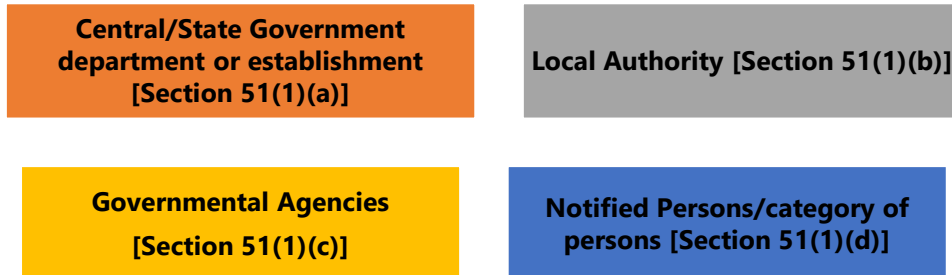 Central/State Government
department or establishment
[Section 51(1)(a)]
Local Authority [Section 51(1)(b)]
Governmental Agencies
[Section 51(1)(c)]
Notified Persons/category of
persons [Section 51(1)(d)]